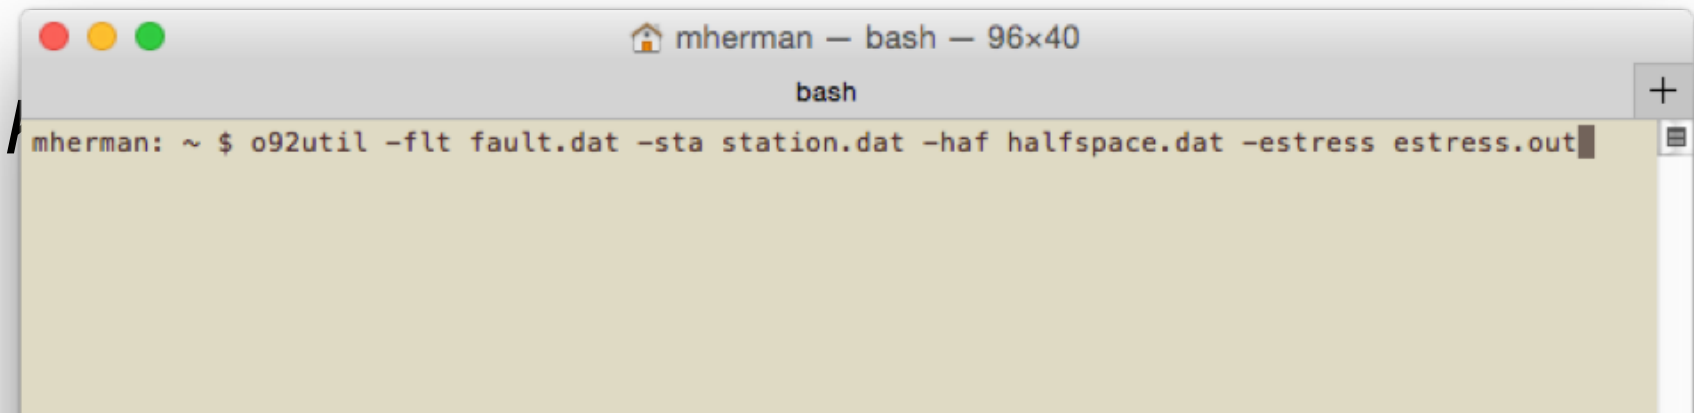 mherman — bash — 96×40
bash
+
mherman: ~ $ o92util -flt fault.dat -sta station.dat -haf halfspace.dat -estress estress.out